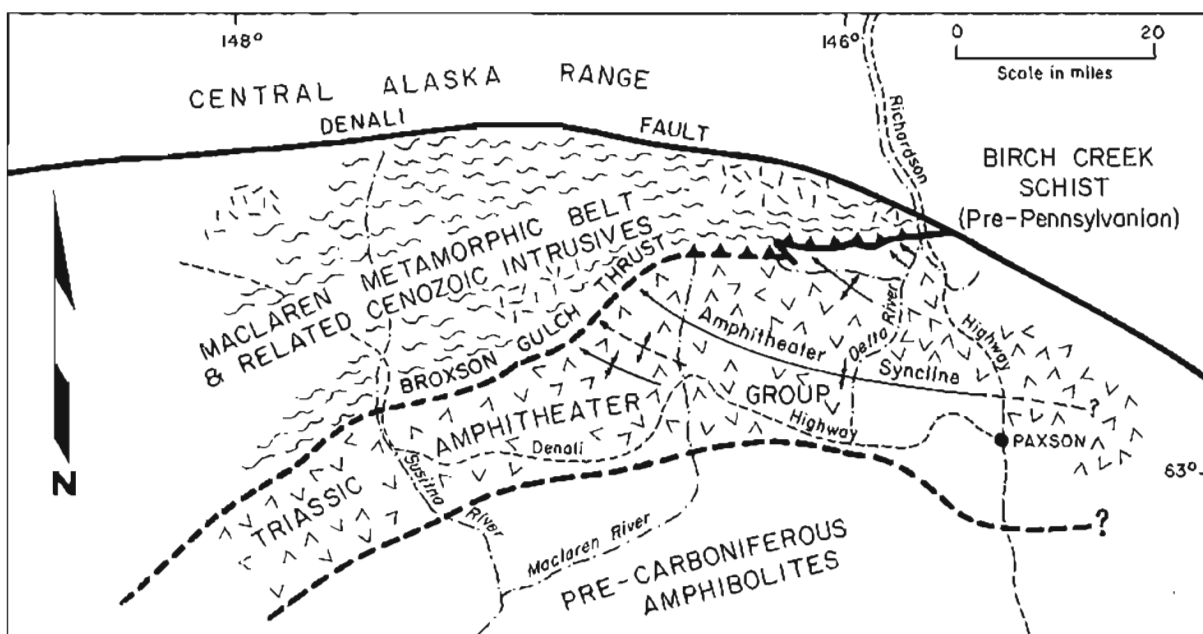 148°
146°
0 20
Scale in miles
CENTRAL ALASKA RANGE
DENALI FAULT
Richardson
Highway
BIRCH CREEK
SCHIST
(Pre-Pennsylvanian)
MACLAREN METAMORPHIC BELT
& RELATED CENOZOIC INTRUSIVES
BROXSON GULCH THRUST
Amphitheater
Syncline
Delta River
TRIASSIC AMPHITHEATER GROUP
Denali
Highway
PAXSON
63°
N
Susitna
River
Maclaren River
?
?
PRE-CARBONIFEROUS
AMPHIBOLITES